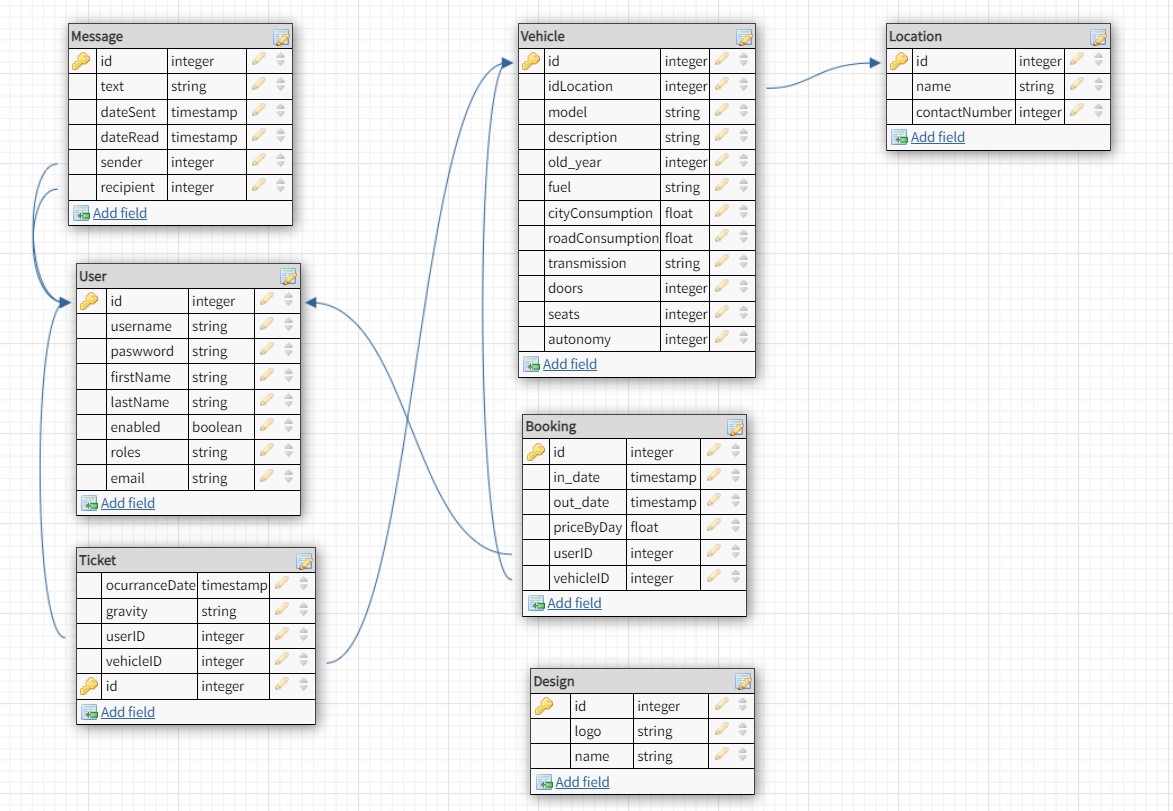 Message
id integer
text string
dateSent timestamp
dateRead timestamp
sender integer
recipient integer
Add field
User
id integer
username string
paswword string
firstName string
lastName string
enabled boolean
roles string
email string
Add field
Ticket
ocurranceDate timestamp
gravity string
userID integer
vehicleID integer
id integer
Add field
Vehicle
id integer
idLocation integer
model string
description string
old_year integer
fuel string
cityConsumption float
roadConsumption float
transmission string
doors integer
seats integer
autonomy integer
Add field
Booking
id integer
in_date timestamp
out_date timestamp
priceByDay float
userID integer
vehicleID integer
Add field
Design
id integer
logo string
name string
Add field
Location
id integer
name string
contactNumber integer
Add field